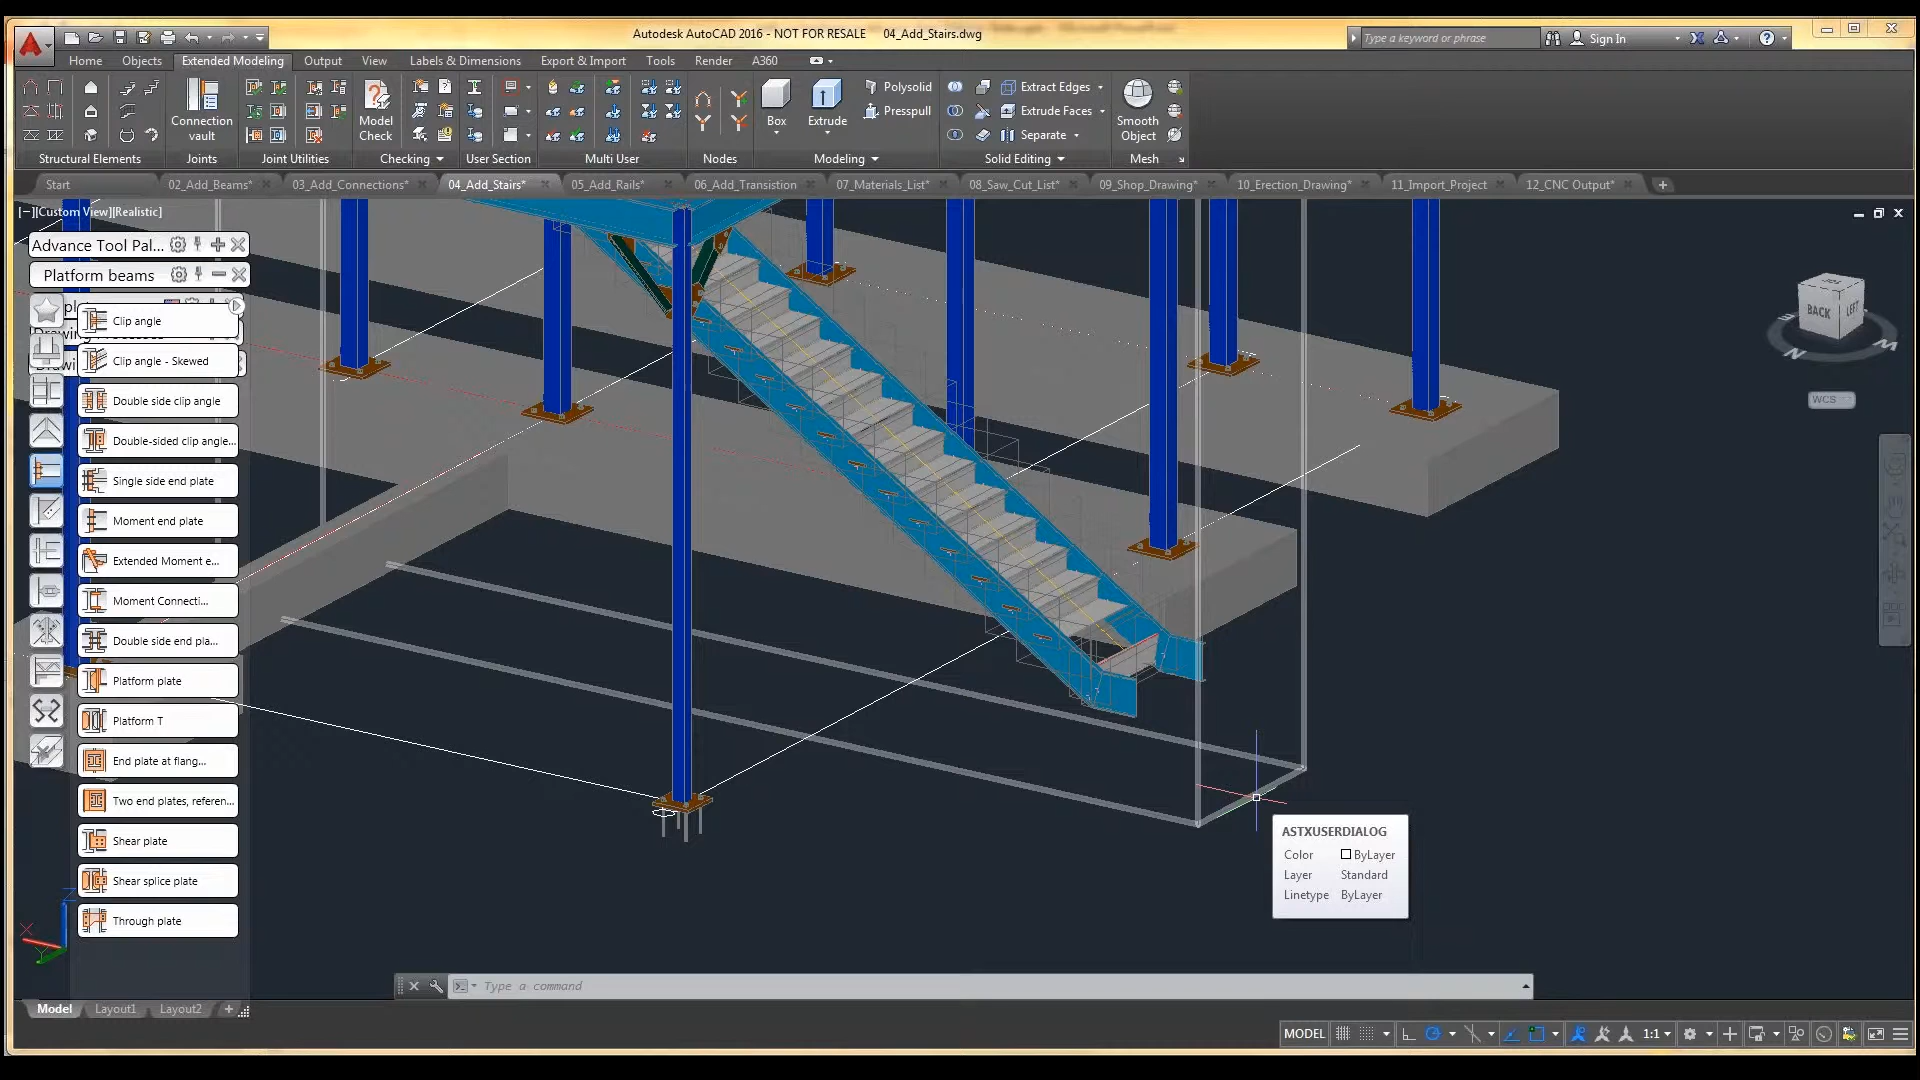 Autodesk AutoCAD 2016 - NOT FOR RESALE 04_Add_Stairs.dwg
Type a keyword or phrase
Sign In
Home Objects Extended Modeling Output View Labels & Dimensions Export & Import Tools Render A360
Connection vault
Model Check
Box
Extrude
Polysolid
Presspull
Extract Edges
Extrude Faces
Separate
Smooth Object
Structural Elements Joints Joint Utilities Checking User Section Multi User Nodes Modeling Solid Editing Mesh
Start 02_Add_Beams* 03_Add_Connections* 04_Add_Stairs* 05_Add_Rails* 06_Add_Transistion 07_Materials_List* 08_Saw_Cut_List* 09_Shop_Drawing* 10_Erection_Drawing* 11_Import_Project 12_CNC Output*
[−][Custom View][Realistic]
Advance Tool Pal...
Platform beams
Clip angle
Clip angle - Skewed
Double side clip angle
Double-sided clip angle...
Single side end plate
Moment end plate
Extended Moment e...
Moment Connecti...
Double side end pla...
Platform plate
Platform T
End plate at flang...
Two end plates, referen...
Shear plate
Shear splice plate
Through plate
BACK
LEFT
N
WCS
ASTXUSERDIALOG
Color ByLayer
Layer Standard
Linetype ByLayer
X
Y
Z
Type a command
Model Layout1 Layout2
MODEL
1:1